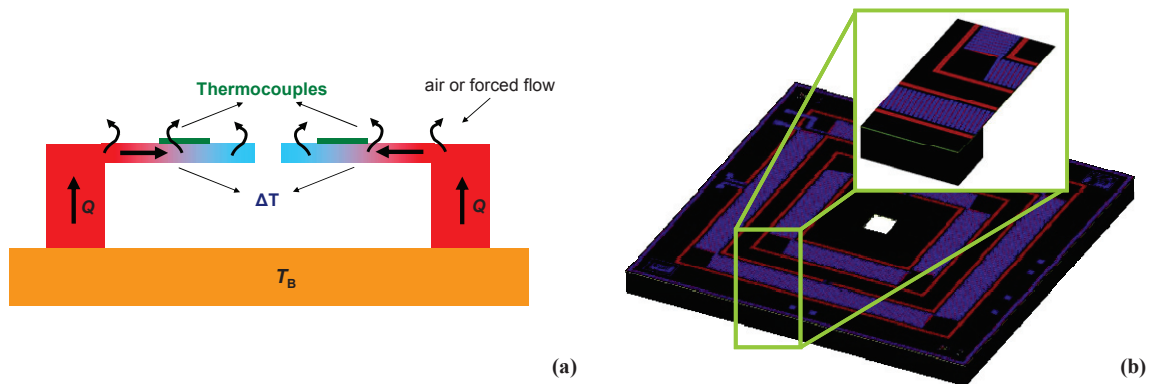 Thermocouples
air or forced flow
ΔT
Q
Q
T_B
(a)
(b)